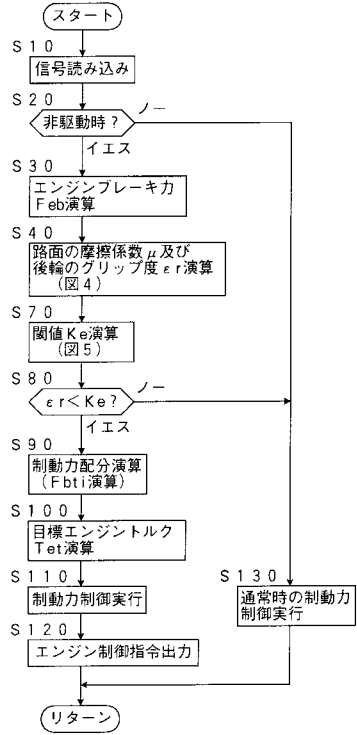 スタート
S10
信号読み込み
S20
非駆動時?
ノー
イエス
S30
エンジンブレーキ力
Feb演算
S40
路面の摩擦係数μ及び
後輪のグリップ度εr演算
(図4)
S70
閾値Ke演算
(図5)
S80
εr<Ke?
ノー
イエス
S90
制動力配分演算
(Fbti演算)
S100
目標エンジントルク
Tet演算
S110
制動力制御実行
S130
通常時の制動力
制御実行
S120
エンジン制御指令出力
リターン